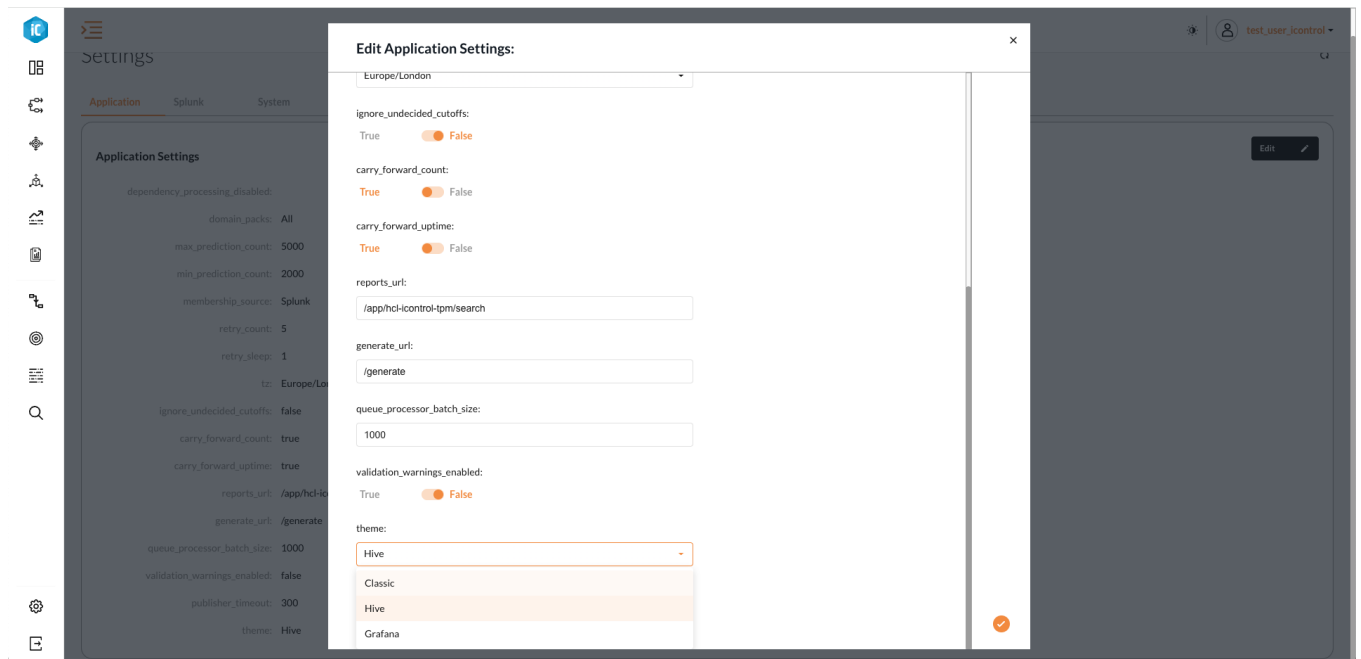 iC
test_user_icontrol
Settings
Application
Splunk
System
Application Settings
Edit
dependency_processing_disabled:
domain_packs: All
max_prediction_count: 5000
min_prediction_count: 2000
membership_source: Splunk
retry_count: 5
retry_sleep: 1
tz: Europe/Lon
ignore_undecided_cutoffs: false
carry_forward_count: true
carry_forward_uptime: true
reports_url: /app/hcl-ic
generate_url: /generate
queue_processor_batch_size: 1000
validation_warnings_enabled: false
publisher_timeout: 300
theme: Hive
Edit Application Settings:
×
Europe/London
ignore_undecided_cutoffs:
True False
carry_forward_count:
True False
carry_forward_uptime:
True False
reports_url:
/app/hcl-icontrol-tpm/search
generate_url:
/generate
queue_processor_batch_size:
1000
validation_warnings_enabled:
True False
theme:
Hive
Classic
Hive
Grafana